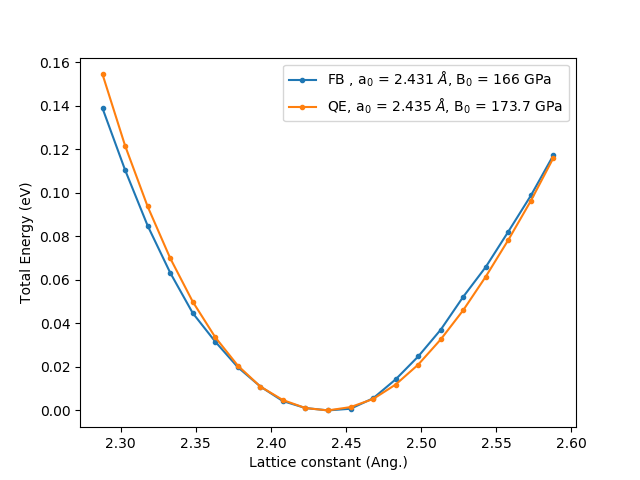 FB , a₀ = 2.431 Å, B₀ = 166 GPa
QE, a₀ = 2.435 Å, B₀ = 173.7 GPa
0.16
0.14
0.12
0.10
0.08
0.06
0.04
0.02
0.00
Total Energy (eV)
2.30 2.35 2.40 2.45 2.50 2.55 2.60
Lattice constant (Ang.)